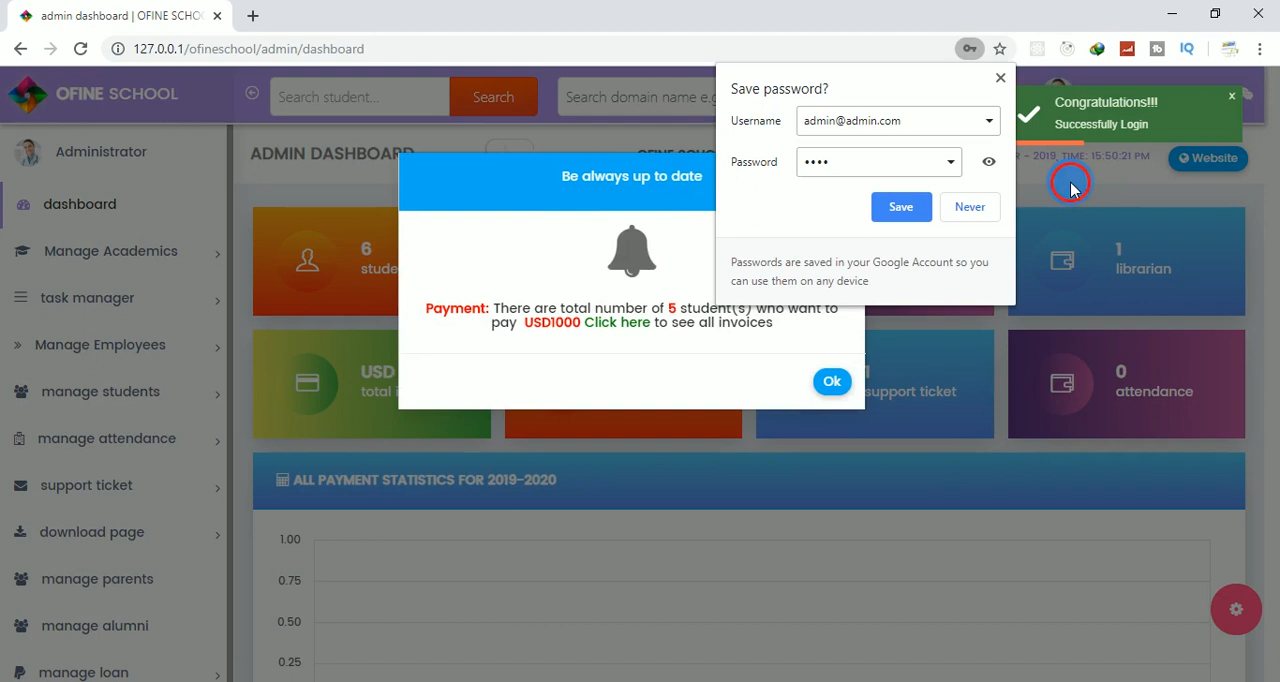 admin dashboard | OFINE SCHO
127.0.0.1/ofineschool/admin/dashboard
OFINE SCHOOL
Search student...
Search
Search domain name e.g
Save password?
Username
admin@admin.com
Password
••••
Save
Never
Passwords are saved in your Google Account so you
can use them on any device
Congratulations!!!
Successfully Login
x
Administrator
ADMIN DASHBOARD
- 2019, TIME: 15:50:21 PM
Website
Be always up to date
Payment: There are total number of 5 student(s) who want to
pay USD1000 Click here to see all invoices
Ok
dashboard
Manage Academics
task manager
Manage Employees
manage students
manage attendance
support ticket
download page
manage parents
manage alumni
manage loan
6
stude
1
librarian
USD
total i
support ticket
0
attendance
ALL PAYMENT STATISTICS FOR 2019-2020
1.00
0.75
0.50
0.25